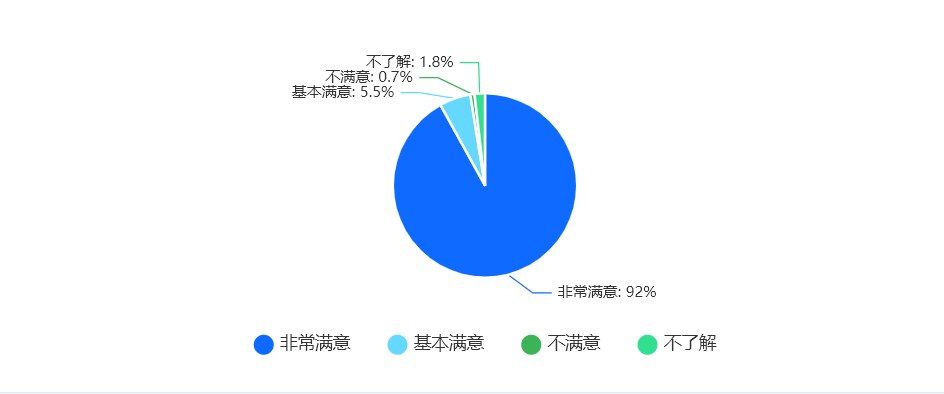 不了解: 1.8%
不满意: 0.7%
基本满意: 5.5%
非常满意: 92%
非常满意 基本满意 不满意 不了解